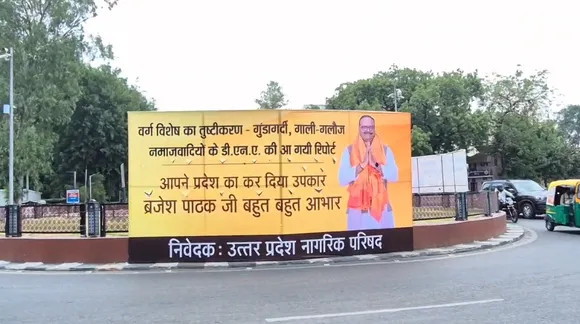 वर्ग विशेष का तुष्टीकरण - गुंडागर्दी, गाली-गलौज
नमाजवादियों के डी.एन.ए. की आ गयी रिपोर्ट
आपने प्रदेश का कर दिया उपकार
ब्रजेश पाठक जी बहुत बहुत आभार
निवेदक : उत्तर प्रदेश नागरिक परिषद